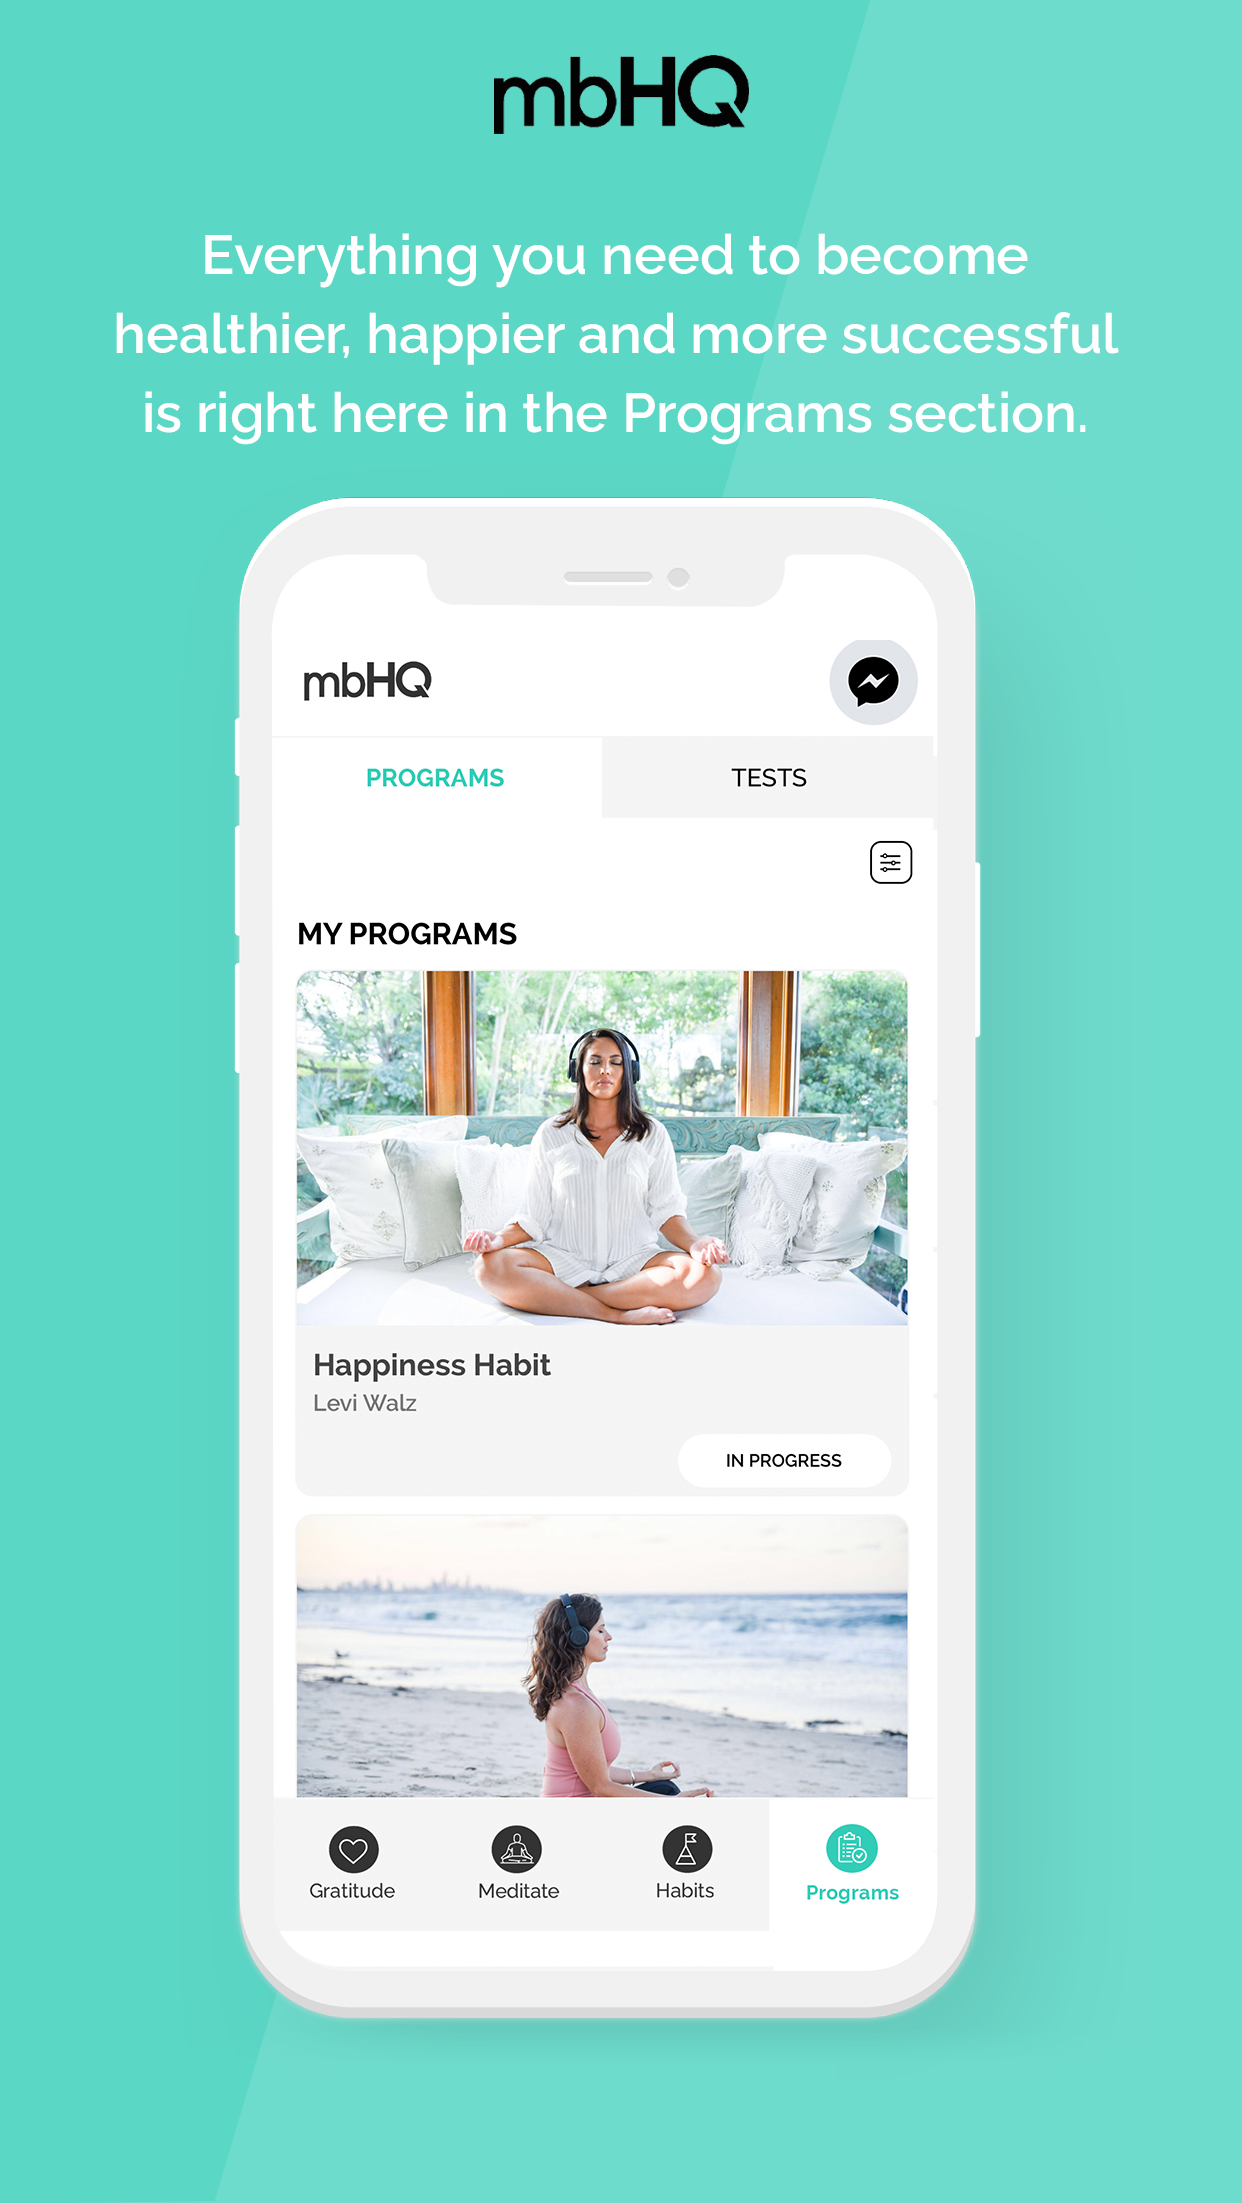 mbHQ
Everything you need to become
healthier, happier and more successful
is right here in the Programs section.
mbHQ
PROGRAMS
TESTS
MY PROGRAMS
Happiness Habit
Levi Walz
IN PROGRESS
Gratitude
Meditate
Habits
Programs